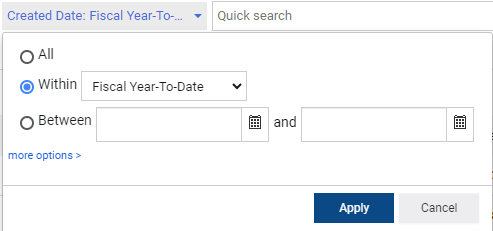 Created Date: Fiscal Year-To-... Quick search
All
Within Fiscal Year-To-Date
Between and
more options >
Apply Cancel